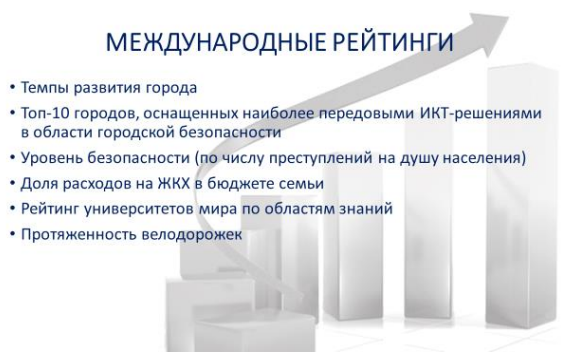 МЕЖДУНАРОДНЫЕ РЕЙТИНГИ
• Темпы развития города
• Топ-10 городов, оснащенных наиболее передовыми ИКТ-решениями
в области городской безопасности
• Уровень безопасности (по числу преступлений на душу населения)
• Доля расходов на ЖКХ в бюджете семьи
• Рейтинг университетов мира по областям знаний
• Протяженность велодорожек